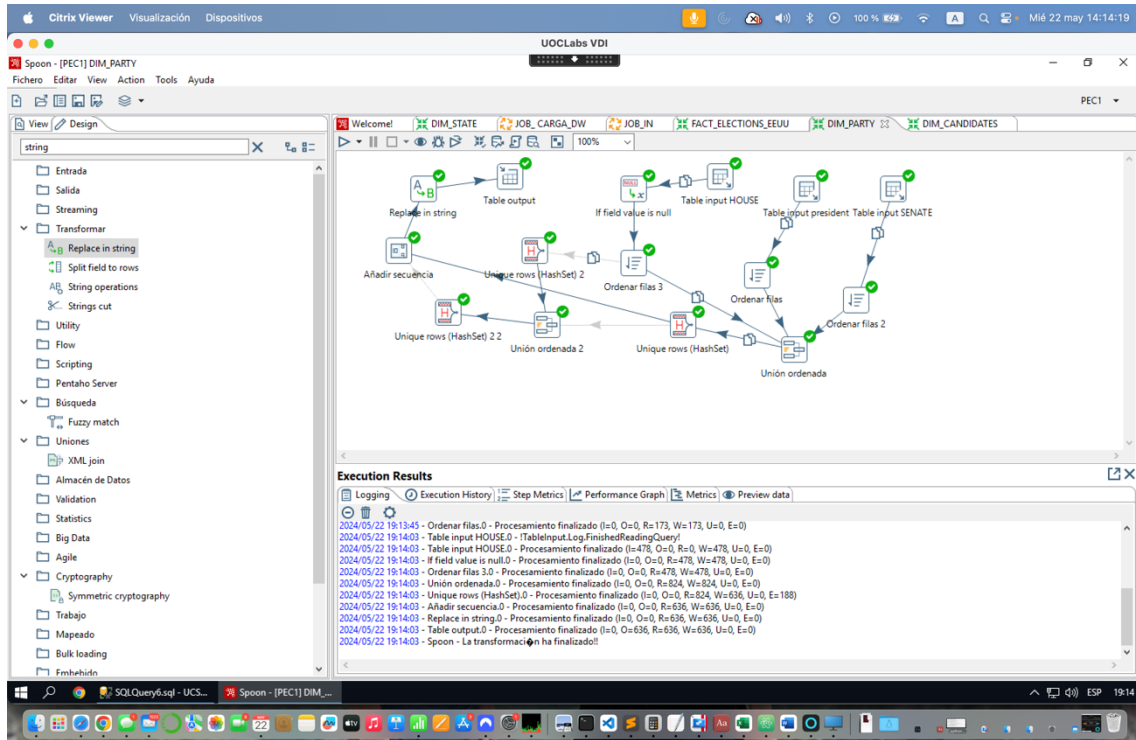 Citrix Viewer Visualización Dispositivos 100 % A Mié 22 may 14:14:19
UOCLabs VDI
Spoon - [PEC1] DIM_PARTY
Fichero Editar View Action Tools Ayuda
PEC1
View Design
string
Entrada
Salida
Streaming
Transformar
Replace in string
Split field to rows
String operations
Strings cut
Utility
Flow
Scripting
Pentaho Server
Búsqueda
Fuzzy match
Uniones
XML join
Almacén de Datos
Validation
Statistics
Big Data
Agile
Cryptography
Symmetric cryptography
Trabajo
Mapeado
Bulk loading
Embebido
Welcome! DIM_STATE JOB_ CARGA_DW JOB_IN FACT_ELECTIONS_EEUU DIM_PARTY DIM_CANDIDATES
100%
Replace in string
Table output
If field value is null
Table input HOUSE
Table input president
Table input SENATE
Añadir secuencia
Unique rows (HashSet) 2
Ordenar filas 3
Ordenar filas
Ordenar filas 2
Unique rows (HashSet) 2 2
Unión ordenada 2
Unique rows (HashSet)
Unión ordenada
Execution Results
Logging Execution History Step Metrics Performance Graph Metrics Preview data
2024/05/22 19:13:45 - Ordenar filas.0 - Procesamiento finalizado (I=0, O=0, R=173, W=173, U=0, E=0)
2024/05/22 19:14:03 - Table input HOUSE.0 - !TableInput.Log.FinishedReadingQuery!
2024/05/22 19:14:03 - Table input HOUSE.0 - Procesamiento finalizado (I=478, O=0, R=0, W=478, U=0, E=0)
2024/05/22 19:14:03 - If field value is null.0 - Procesamiento finalizado (I=0, O=0, R=478, W=478, U=0, E=0)
2024/05/22 19:14:03 - Ordenar filas 3.0 - Procesamiento finalizado (I=0, O=0, R=478, W=478, U=0, E=0)
2024/05/22 19:14:03 - Unión ordenada.0 - Procesamiento finalizado (I=0, O=0, R=824, W=824, U=0, E=0)
2024/05/22 19:14:03 - Unique rows (HashSet).0 - Procesamiento finalizado (I=0, O=0, R=824, W=636, U=0, E=188)
2024/05/22 19:14:03 - Añadir secuencia.0 - Procesamiento finalizado (I=0, O=0, R=636, W=636, U=0, E=0)
2024/05/22 19:14:03 - Replace in string.0 - Procesamiento finalizado (I=0, O=0, R=636, W=636, U=0, E=0)
2024/05/22 19:14:03 - Table output.0 - Procesamiento finalizado (I=0, O=636, R=636, W=636, U=0, E=0)
2024/05/22 19:14:03 - Spoon - La transformaci�n ha finalizado!!
SQLQuery6.sql - UCS... Spoon - [PEC1] DIM_... ESP 19:14
22